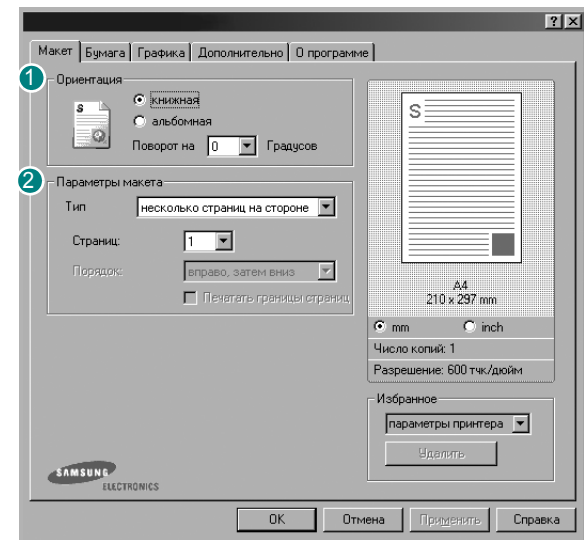 ? X
Макет Бумага Графика Дополнительно О программе
1 Ориентация
S
книжная
альбомная
Поворот на 0 Градусов
2 Параметры макета
Тип несколько страниц на стороне
Страниц: 1
Порядок: вправо, затем вниз
Печатать границы страниц
S
A4
210 x 297 mm
mm inch
Число копий: 1
Разрешение: 600 тчк/дюйм
Избранное
параметры принтера
Удалить
SAMSUNG
ELECTRONICS
OK Отмена Применить Справка